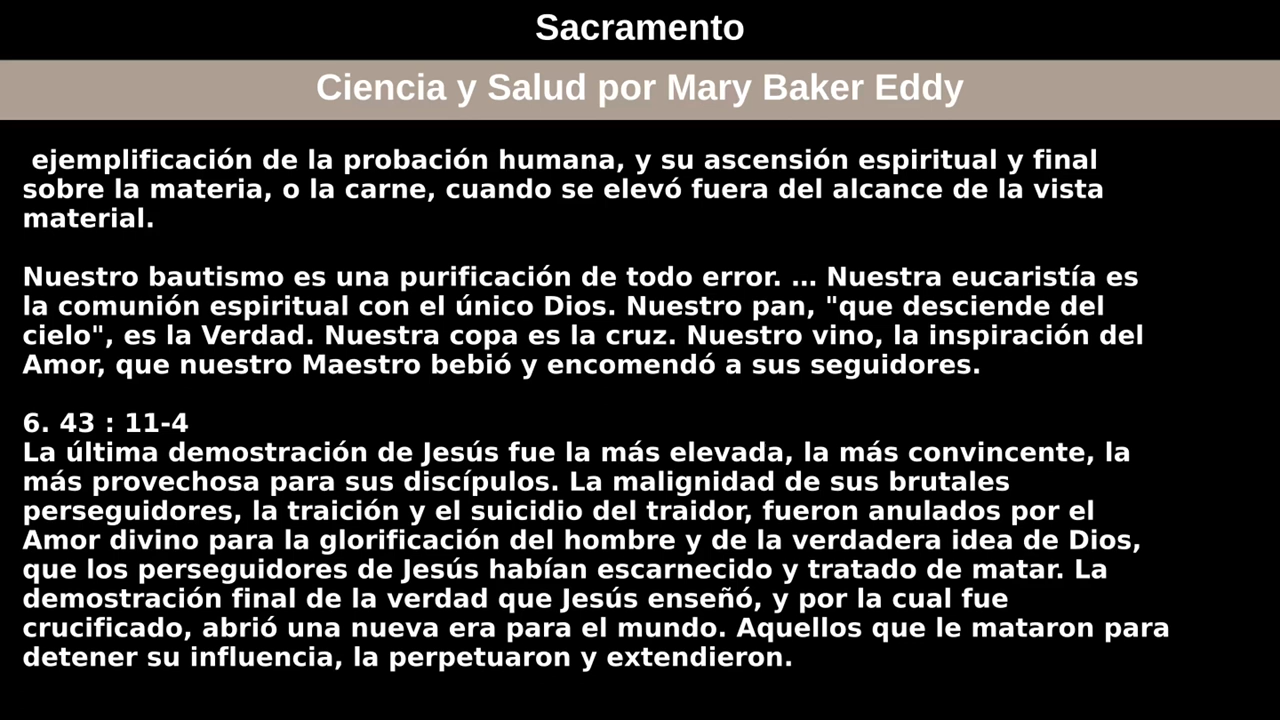 Sacramento
Ciencia y Salud por Mary Baker Eddy
ejemplificación de la probación humana, y su ascensión espiritual y final
sobre la materia, o la carne, cuando se elevó fuera del alcance de la vista
material.
Nuestro bautismo es una purificación de todo error. … Nuestra eucaristía es
la comunión espiritual con el único Dios. Nuestro pan, "que desciende del
cielo", es la Verdad. Nuestra copa es la cruz. Nuestro vino, la inspiración del
Amor, que nuestro Maestro bebió y encomendó a sus seguidores.
6. 43 : 11-4
La última demostración de Jesús fue la más elevada, la más convincente, la
más provechosa para sus discípulos. La malignidad de sus brutales
perseguidores, la traición y el suicidio del traidor, fueron anulados por el
Amor divino para la glorificación del hombre y de la verdadera idea de Dios,
que los perseguidores de Jesús habían escarnecido y tratado de matar. La
demostración final de la verdad que Jesús enseñó, y por la cual fue
crucificado, abrió una nueva era para el mundo. Aquellos que le mataron para
detener su influencia, la perpetuaron y extendieron.